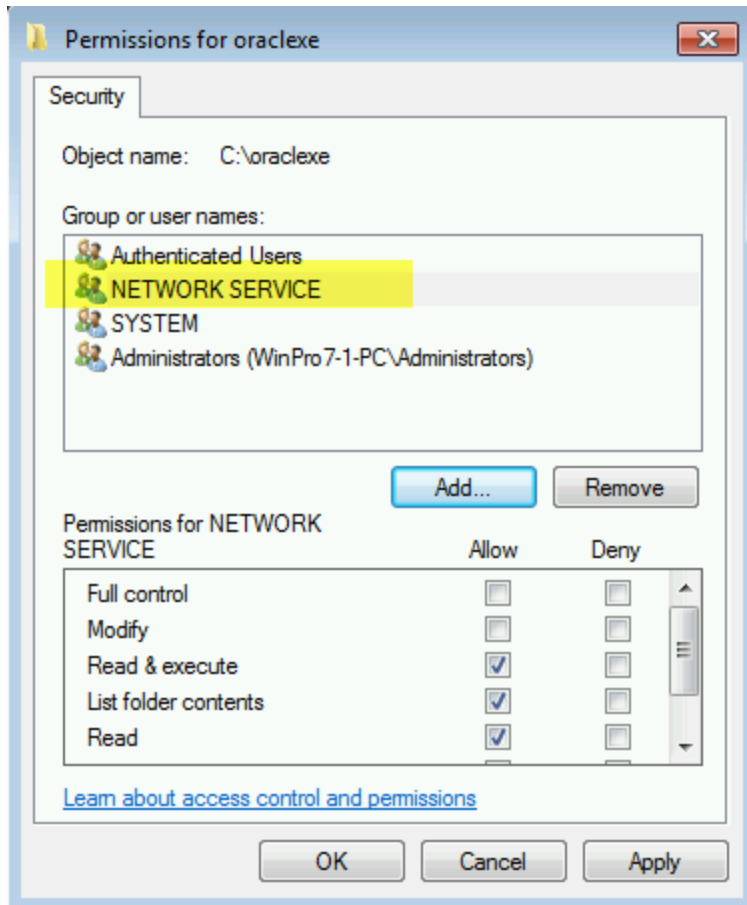 Permissions for oraclexe
Security
Object name: C:\oraclexe
Group or user names:
Authenticated Users
NETWORK SERVICE
SYSTEM
Administrators (WinPro7-1-PC\Administrators)
Add... Remove
Permissions for NETWORK
SERVICE Allow Deny
Full control
Modify
Read & execute
List folder contents
Read
Learn about access control and permissions
OK Cancel Apply